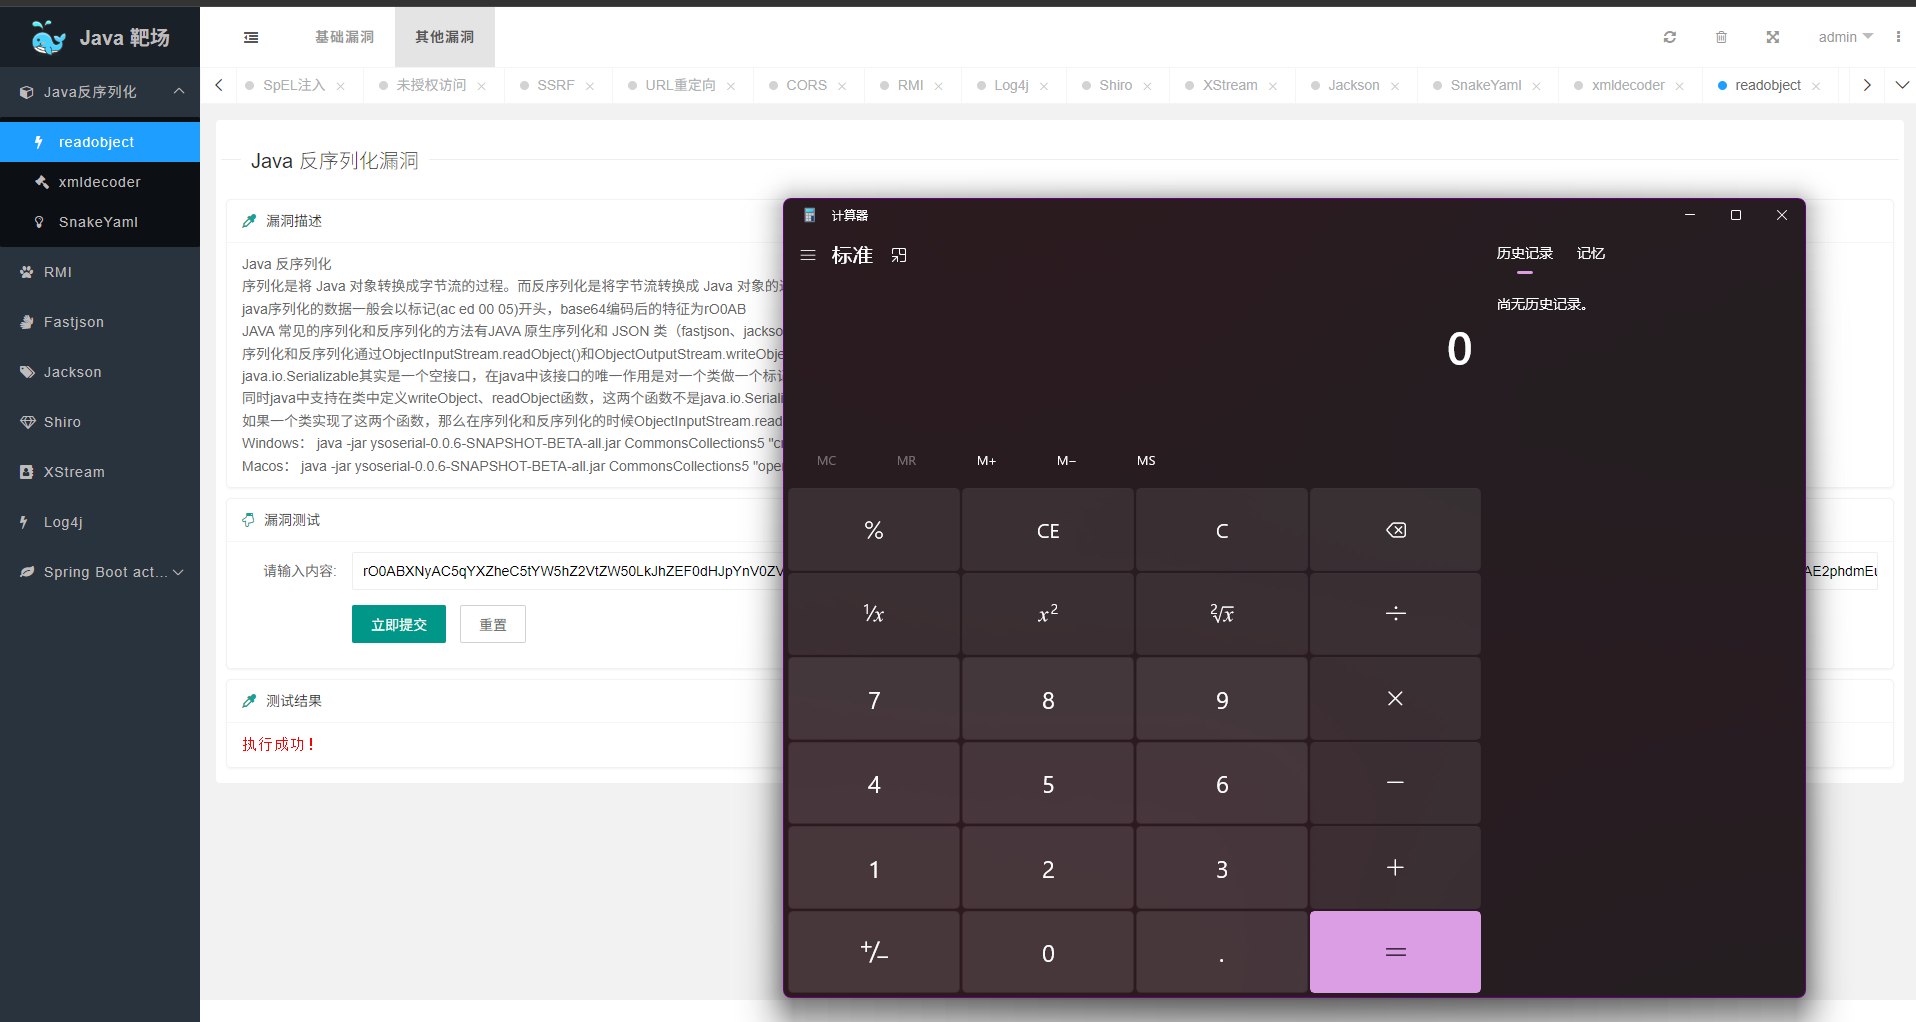 Java 靶场
基础漏洞
其他漏洞
admin
Java反序列化
readobject
xmldecoder
SnakeYaml
RMI
Fastjson
Jackson
Shiro
XStream
Log4j
Spring Boot act...
SpEL注入
未授权访问
SSRF
URL重定向
CORS
RMI
Log4j
Shiro
XStream
Jackson
SnakeYaml
xmldecoder
readobject
Java 反序列化漏洞
漏洞描述
Java 反序列化
序列化是将 Java 对象转换成字节流的过程。而反序列化是将字节流转换成 Java 对象的
java序列化的数据一般会以标记(ac ed 00 05)开头，base64编码后的特征为rO0AB
JAVA 常见的序列化和反序列化的方法有JAVA 原生序列化和 JSON 类（fastjson、jackso
序列化和反序列化通过ObjectInputStream.readObject()和ObjectOutputStream.writeObje
java.io.Serializable其实是一个空接口，在java中该接口的唯一作用是对一个类做一个标
同时java中支持在类中定义writeObject、readObject函数，这两个函数不是java.io.Seriali
如果一个类实现了这两个函数，那么在序列化和反序列化的时候ObjectInputStream.read
Windows： java -jar ysoserial-0.0.6-SNAPSHOT-BETA-all.jar CommonsCollections5 "c
Macos： java -jar ysoserial-0.0.6-SNAPSHOT-BETA-all.jar CommonsCollections5 "ope
漏洞测试
请输入内容:
rO0ABXNyAC5qYXZheC5tYW5hZ2VtZW50LkJhZEF0dHJpYnV0ZV
AE2phdmEu
立即提交
重置
测试结果
执行成功！
计算器
标准
历史记录
记忆
尚无历史记录。
0
MC
MR
M+
M−
MS
%
CE
C
⅟x
x²
²√x
÷
7
8
9
×
4
5
6
−
1
2
3
+
+/−
0
.
=